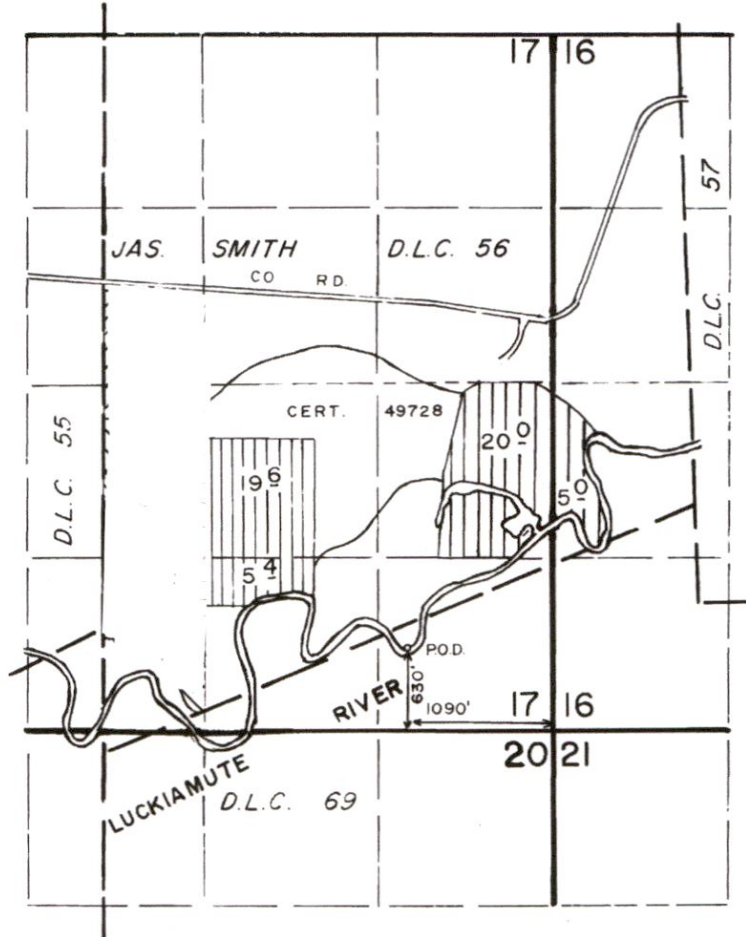 17 16
57
D.L.C.
JAS. SMITH D.L.C. 56
CO RD.
CERT. 49728
20.0
19.6
5.0
D.L.C. 55
5.4
P.O.D.
630'
RIVER
1090'
17 16
20 21
LUCKIAMUTE
D.L.C. 69